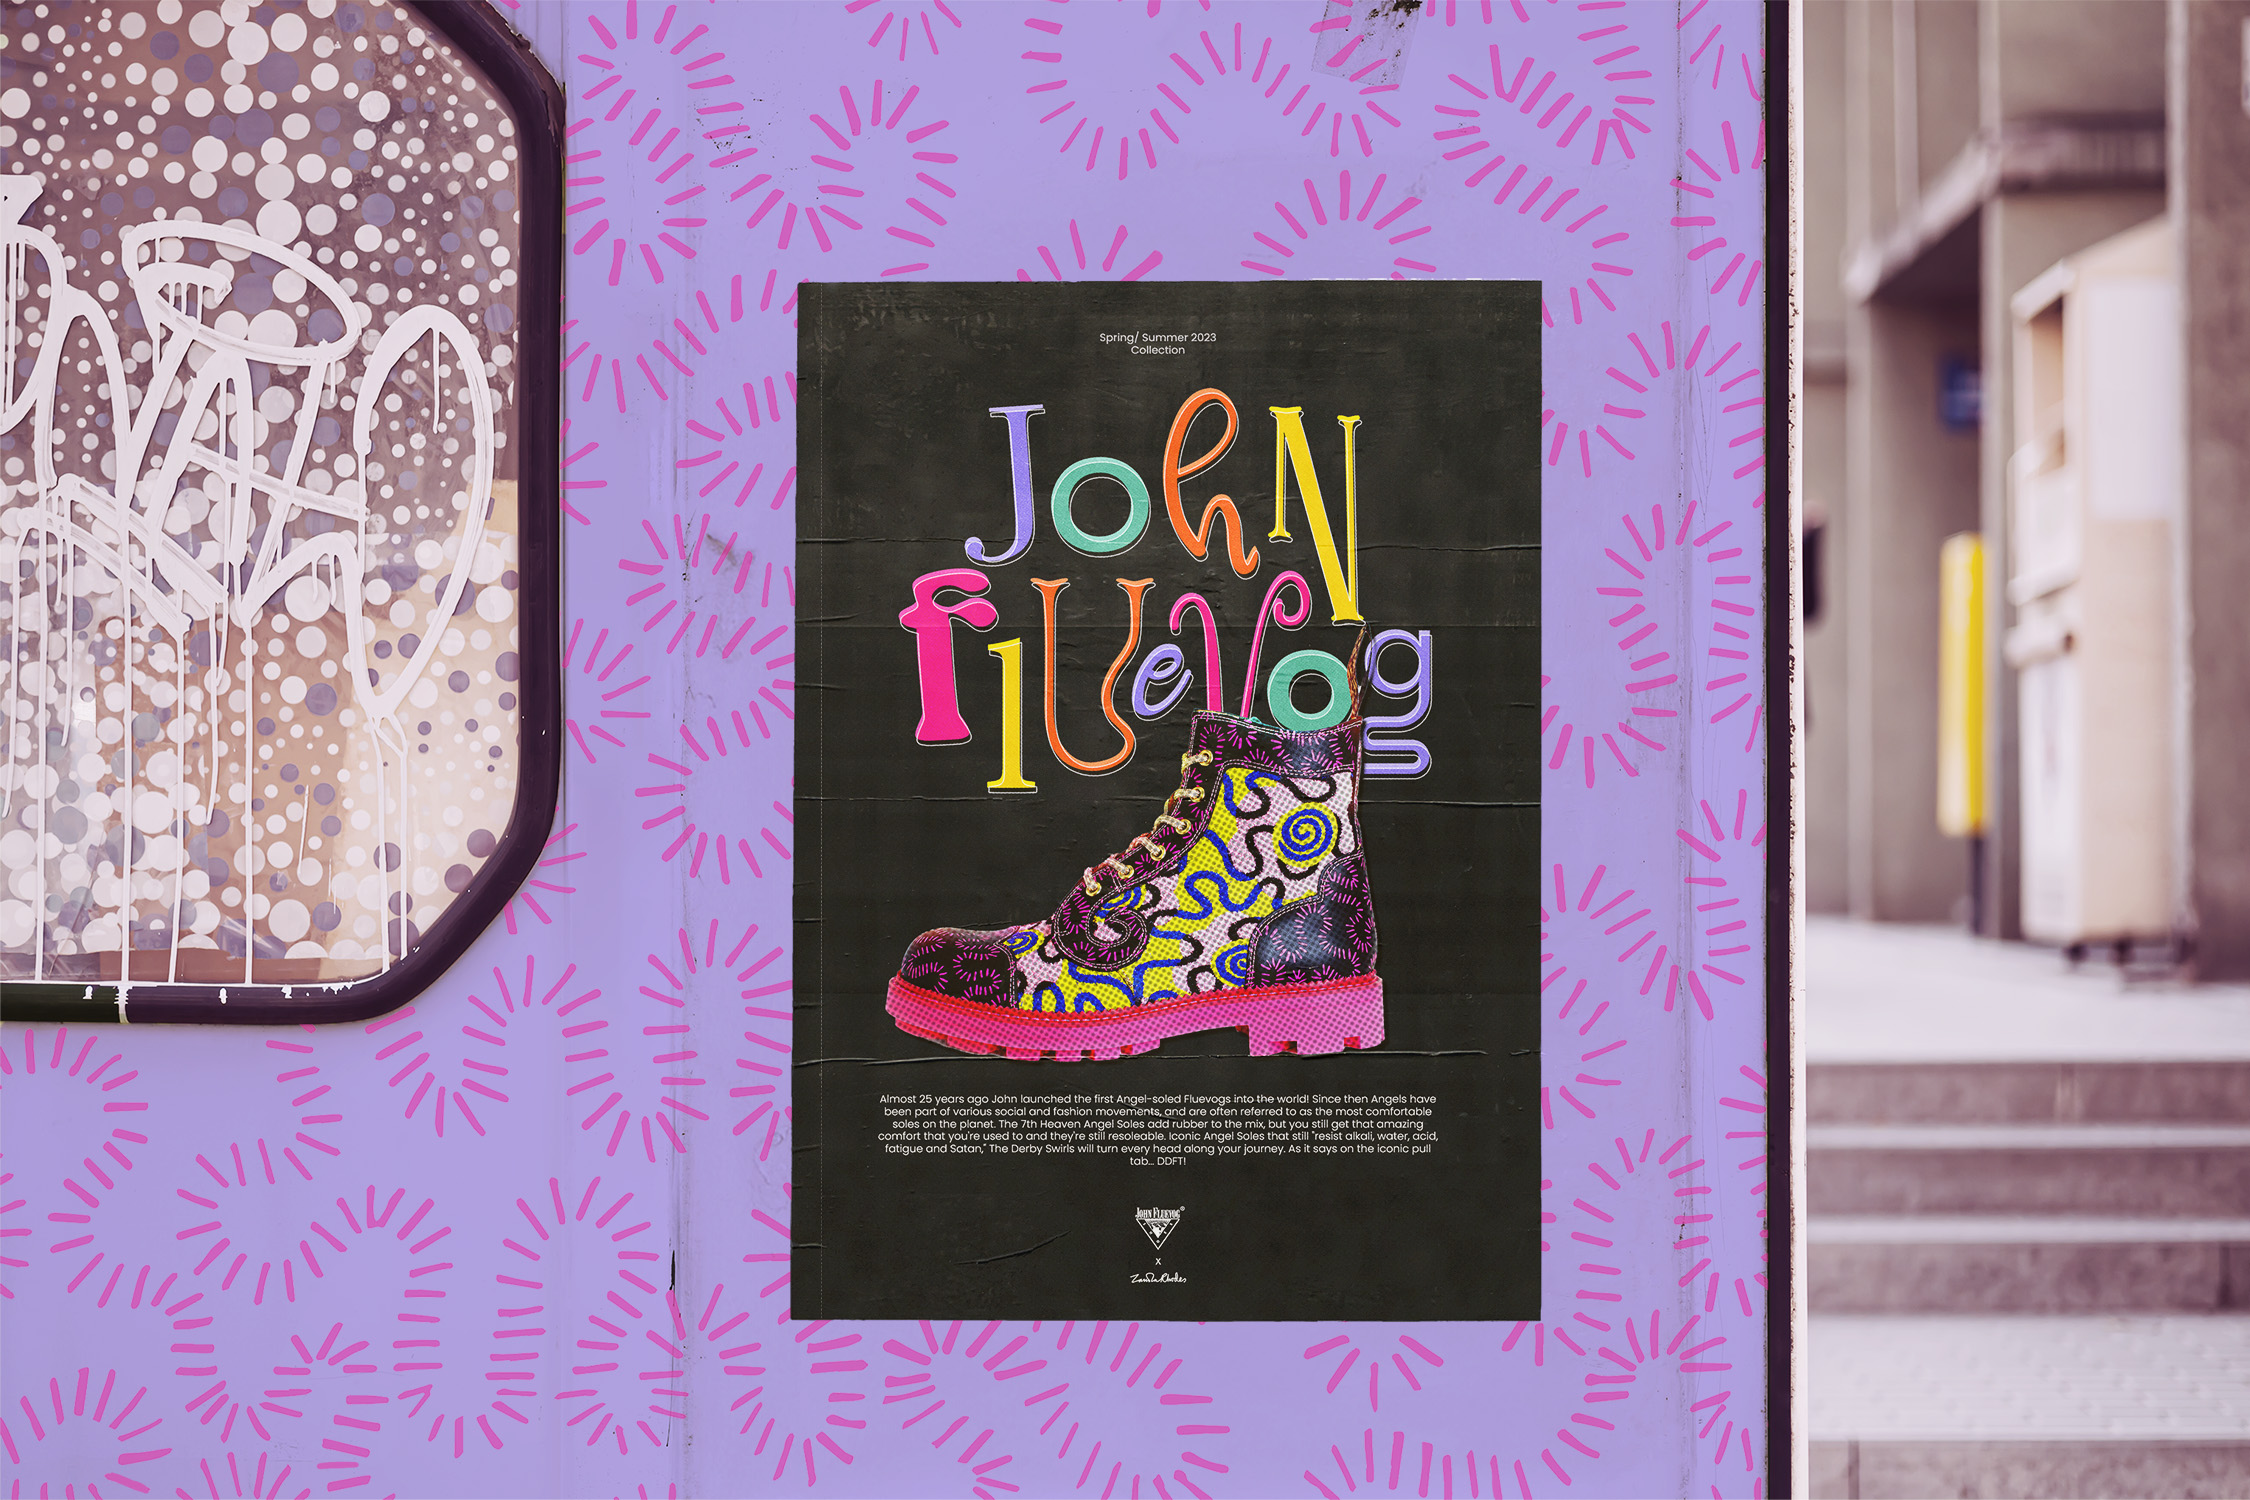 Spring/ Summer 2023
Collection
JohN
flUeVog
Almost 25 years ago John launched the first Angel-soled Fluevogs into the world! Since then Angels have
been part of various social and fashion movements, and are often referred to as the most comfortable
soles on the planet. The 7th Heaven Angel Soles add rubber to the mix, but you still get that amazing
comfort that you're used to and they're still resoleable. Iconic Angel Soles that still "resist alkali, water, acid,
fatigue and Satan," The Derby Swirls will turn every head along your journey. As it says on the iconic pull
tab... DDFT!
JOHN FLUEVOG®
x
Zandra Rhodes